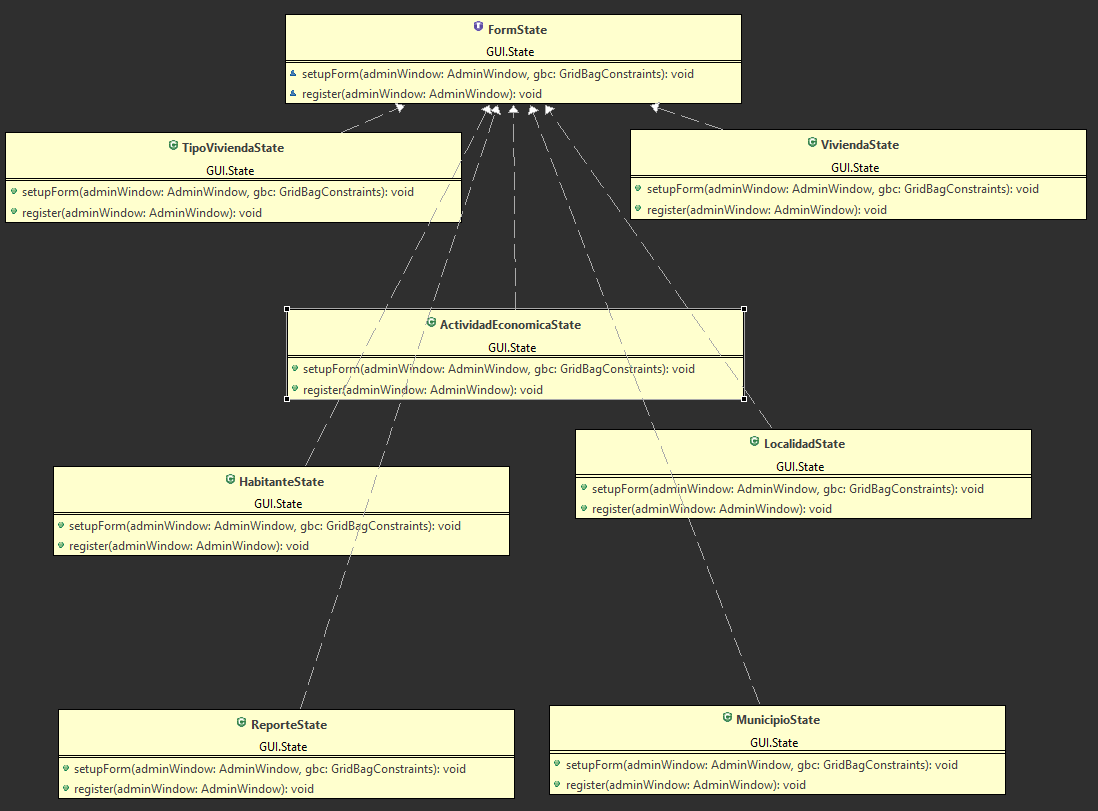 FormState
GUI.State
setupForm(adminWindow: AdminWindow, gbc: GridBagConstraints): void
register(adminWindow: AdminWindow): void
TipoViviendaState
GUI.State
setupForm(adminWindow: AdminWindow, gbc: GridBagConstraints): void
register(adminWindow: AdminWindow): void
ViviendaState
GUI.State
setupForm(adminWindow: AdminWindow, gbc: GridBagConstraints): void
register(adminWindow: AdminWindow): void
ActividadEconomicaState
GUI.State
setupForm(adminWindow: AdminWindow, gbc: GridBagConstraints): void
register(adminWindow: AdminWindow): void
LocalidadState
GUI.State
setupForm(adminWindow: AdminWindow, gbc: GridBagConstraints): void
register(adminWindow: AdminWindow): void
HabitanteState
GUI.State
setupForm(adminWindow: AdminWindow, gbc: GridBagConstraints): void
register(adminWindow: AdminWindow): void
ReporteState
GUI.State
setupForm(adminWindow: AdminWindow, gbc: GridBagConstraints): void
register(adminWindow: AdminWindow): void
MunicipioState
GUI.State
setupForm(adminWindow: AdminWindow, gbc: GridBagConstraints): void
register(adminWindow: AdminWindow): void